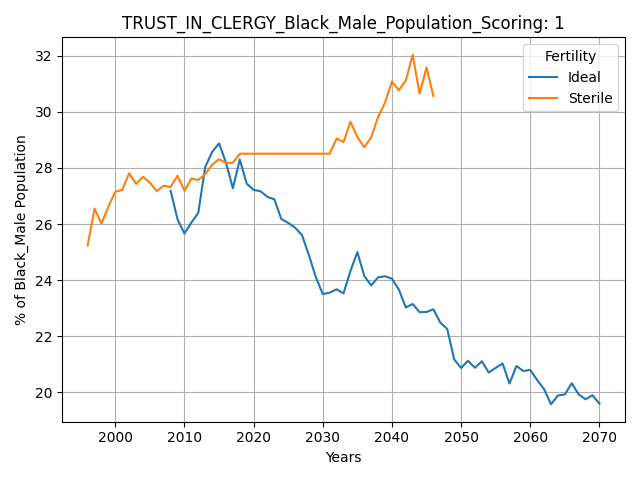 TRUST_IN_CLERGY_Black_Male_Population_Scoring: 1
Fertility
Ideal
Sterile
% of Black_Male Population
32
30
28
26
24
22
20
2000 2010 2020 2030 2040 2050 2060 2070
Years